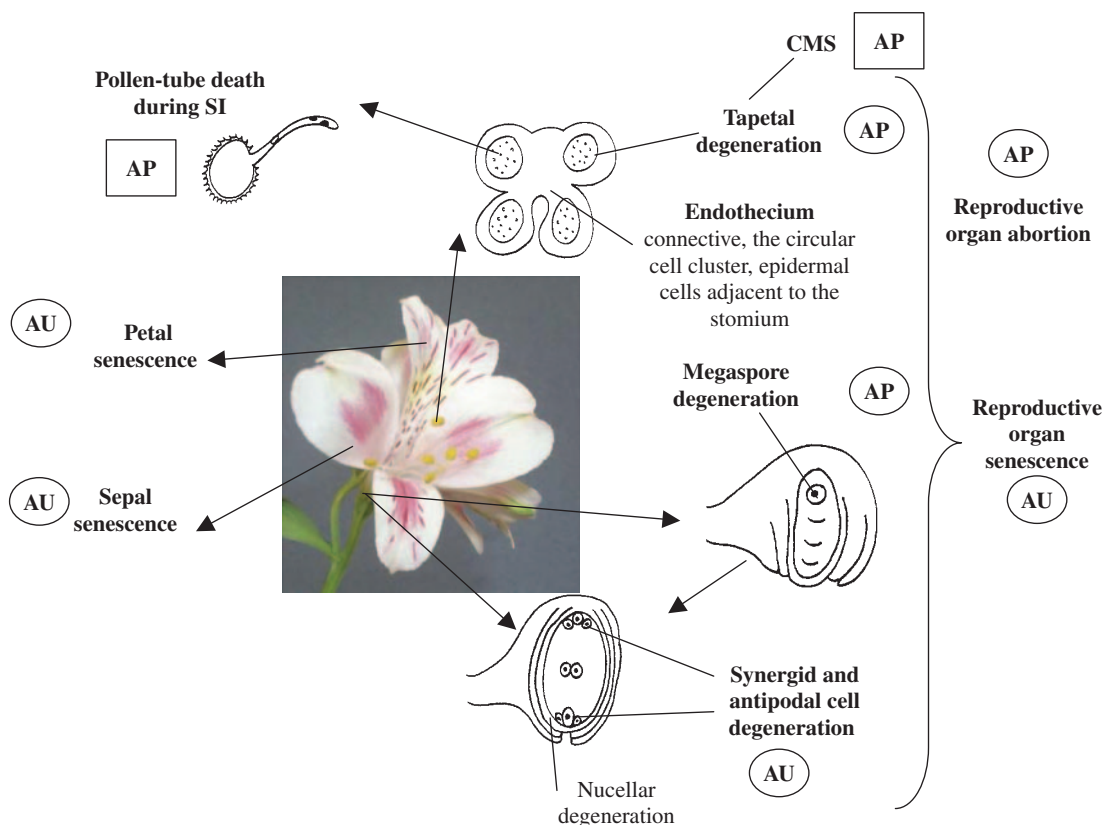 CMS
AP
Pollen-tube death
during SI
AP
Tapetal
degeneration
AP
AP
Reproductive
organ abortion
Endothecium
connective, the circular
cell cluster, epidermal
cells adjacent to the
stomium
AU
Petal
senescence
Megaspore
degeneration
AP
Reproductive
organ
senescence
AU
AU
Sepal
senescence
Synergid and
antipodal cell
degeneration
AU
Nucellar
degeneration